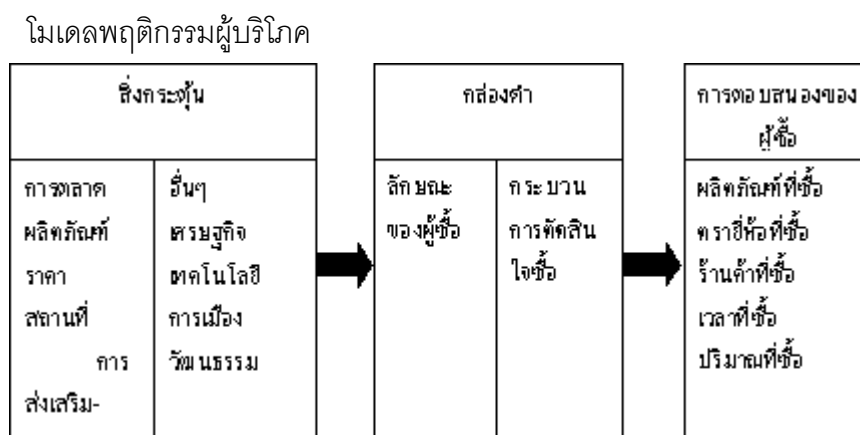 โมเดลพฤติกรรมผู้บริโภค
สิ่งกระตุ้น
การตลาด
ผลิตภัณฑ์
ราคา
สถานที่
การ
ส่งเสริม-
อื่นๆ
เศรษฐกิจ
เทคโนโลยี
การเมือง
วัฒนธรรม
กล่องดำ
ลักษณะ
ของผู้ซื้อ
กระบวน
การตัดสิน
ใจซื้อ
การตอบสนองของ
ผู้ซื้อ
ผลิตภัณฑ์ที่ซื้อ
ตรายี่ห้อที่ซื้อ
ร้านค้าที่ซื้อ
เวลาที่ซื้อ
ปริมาณที่ซื้อ